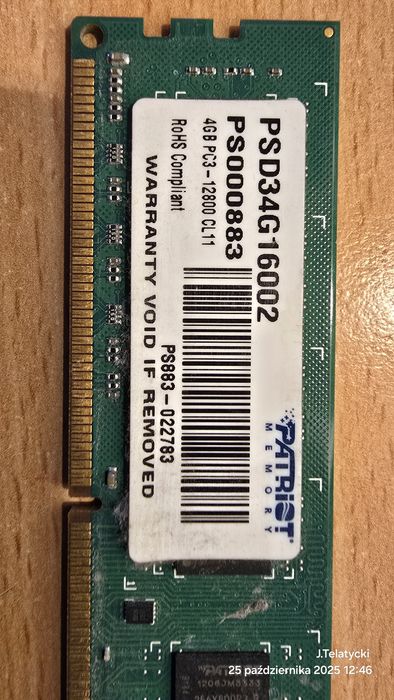 PSD34G16002
PS000883
4GB PC3-12800 CL11
RoHS Compliant
PS883-022783
WARRANTY VOID IF REMOVED
PATRIOT
MEMORY
J.Telatycki
25 października 2025 12:46